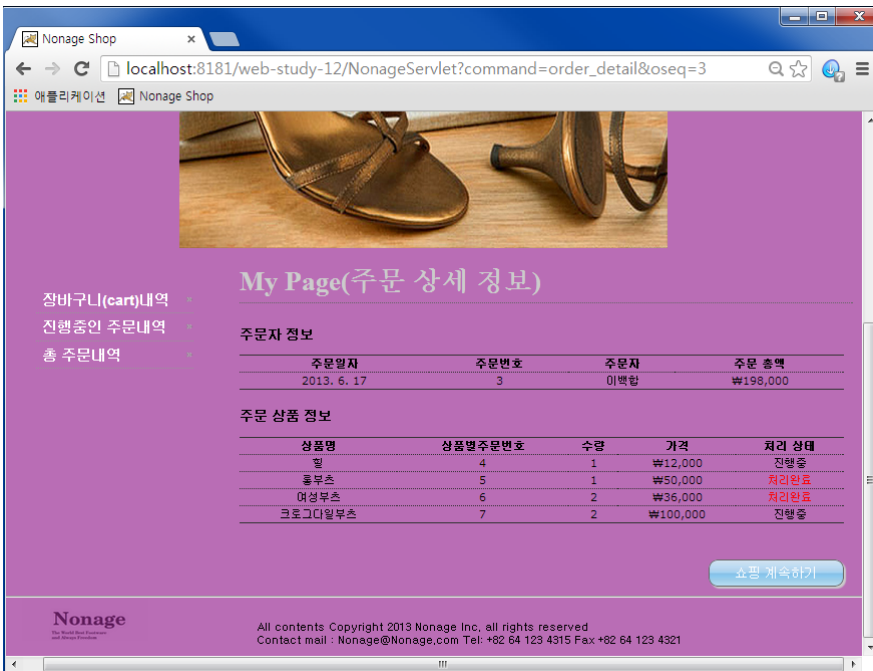 Nonage Shop
localhost:8181/web-study-12/NonageServlet?command=order_detail&oseq=3
애플리케이션 Nonage Shop
My Page(주문 상세 정보)
장바구니(cart)내역
진행중인 주문내역
총 주문내역
주문자 정보
주문일자 주문번호 주문자 주문 총액
2013. 6. 17 3 이백합 ₩198,000
주문 상품 정보
상품명 상품별주문번호 수량 가격 처리 상태
힐 4 1 ₩12,000 진행중
롱부츠 5 1 ₩50,000 처리완료
여성부츠 6 2 ₩36,000 처리완료
크로그다일부츠 7 2 ₩100,000 진행중
쇼핑 계속하기
Nonage
The World Best Footware
and Always Freedom
All contents Copyright 2013 Nonage Inc, all rights reserved
Contact mail : Nonage@Nonage,com Tel: +82 64 123 4315 Fax +82 64 123 4321